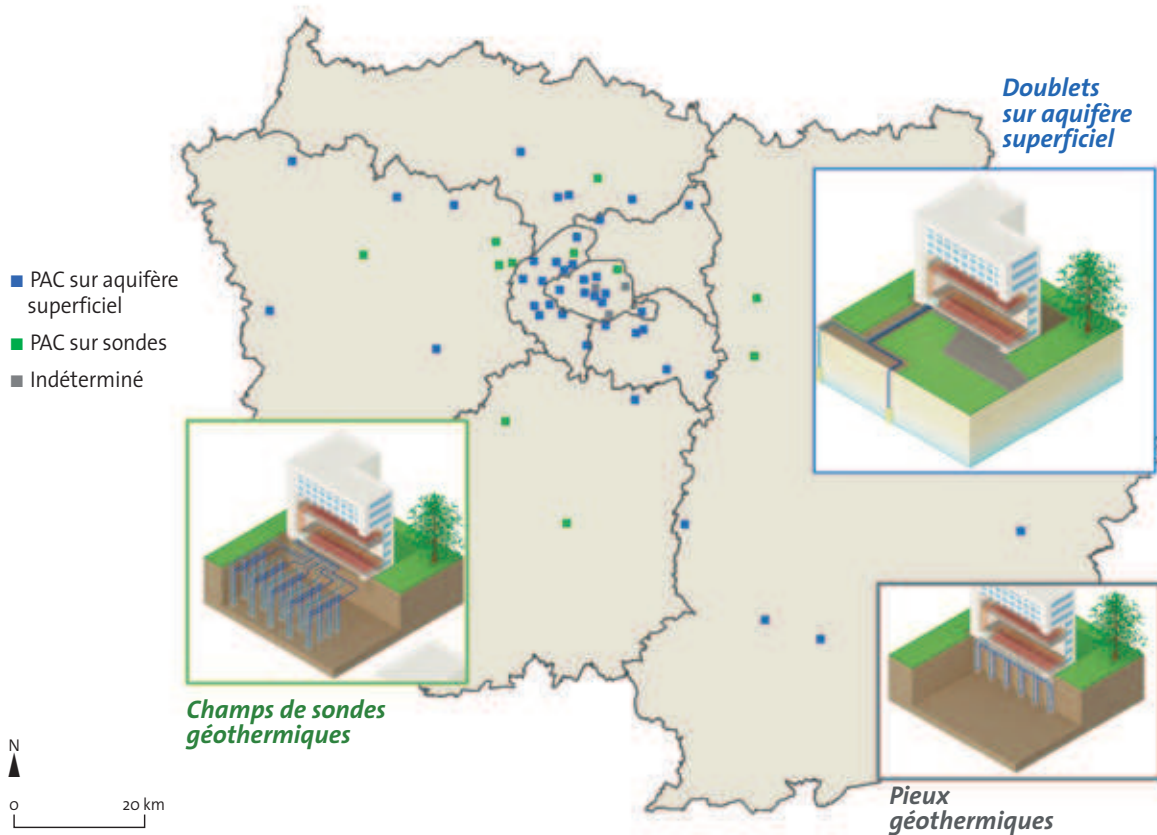 Doublets
sur aquifère
superficiel
PAC sur aquifère
superficiel
PAC sur sondes
Indéterminé
Champs de sondes
géothermiques
Pieux
géothermiques
N
0 20 km